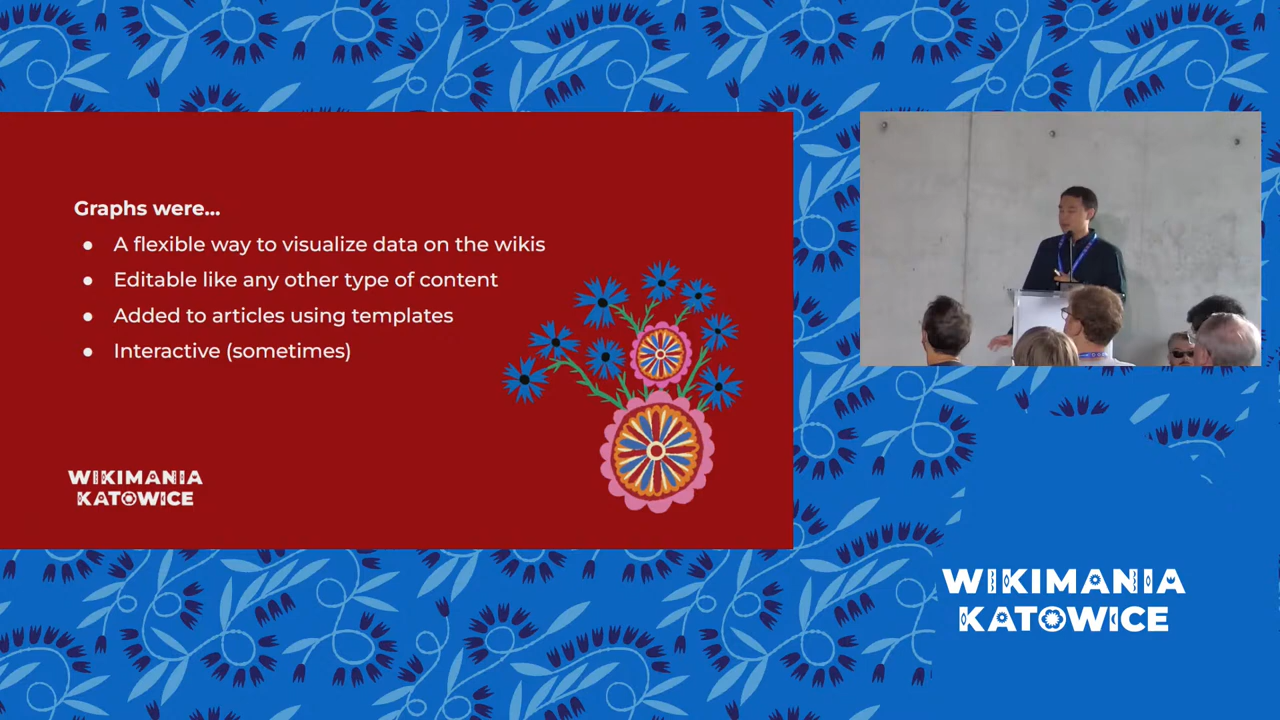 Graphs were...
● A flexible way to visualize data on the wikis
● Editable like any other type of content
● Added to articles using templates
● Interactive (sometimes)
WIKIMANIA
KATOWICE
WIKIMANIA
KATOWICE